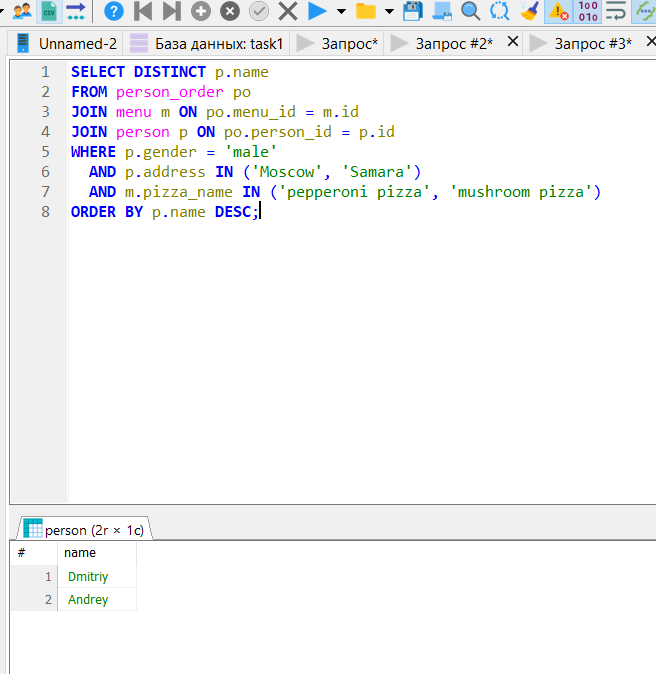 CSV
100
010
Unnamed-2 База данных: task1 Запрос* Запрос #2* Запрос #3*
1 SELECT DISTINCT p.name
2 FROM person_order po
3 JOIN menu m ON po.menu_id = m.id
4 JOIN person p ON po.person_id = p.id
5 WHERE p.gender = 'male'
6 AND p.address IN ('Moscow', 'Samara')
7 AND m.pizza_name IN ('pepperoni pizza', 'mushroom pizza')
8 ORDER BY p.name DESC;
person (2r × 1c)
# name
1 Dmitriy
2 Andrey